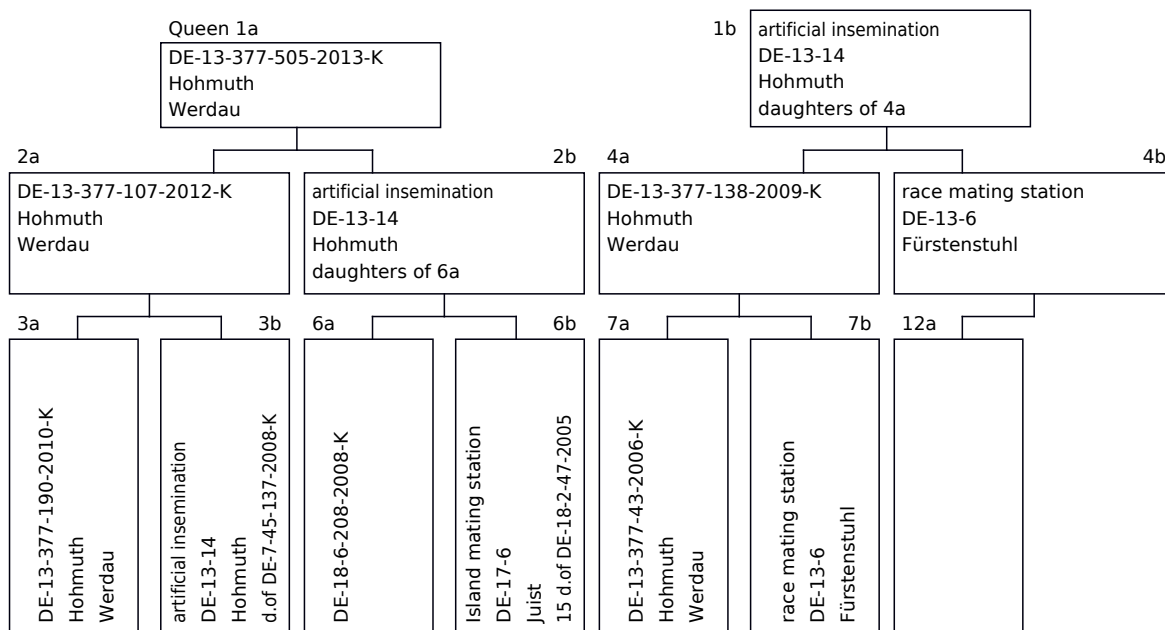 Queen 1a
DE-13-377-505-2013-K
Hohmuth
Werdau
1b
artificial insemination
DE-13-14
Hohmuth
daughters of 4a
2a
DE-13-377-107-2012-K
Hohmuth
Werdau
2b
artificial insemination
DE-13-14
Hohmuth
daughters of 6a
4a
DE-13-377-138-2009-K
Hohmuth
Werdau
4b
race mating station
DE-13-6
Fürstenstuhl
3a
DE-13-377-190-2010-K
Hohmuth
Werdau
3b
artificial insemination
DE-13-14
Hohmuth
d.of DE-7-45-137-2008-K
6a
DE-18-6-208-2008-K
6b
Island mating station
DE-17-6
Juist
15 d.of DE-18-2-47-2005
7a
DE-13-377-43-2006-K
Hohmuth
Werdau
7b
race mating station
DE-13-6
Fürstenstuhl
12a